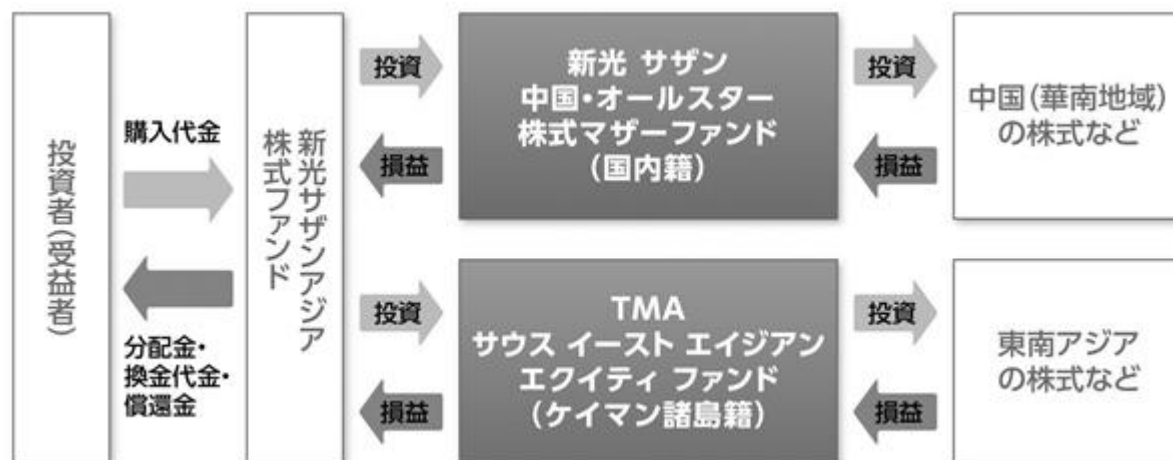 投資者(受益者)
購入代金
分配金・
換金代金・
償還金
新光サザンアジア
株式ファンド
投資
損益
新光 サザン
中国・オールスター
株式マザーファンド
(国内籍)
投資
損益
中国(華南地域)
の株式など
投資
損益
TMA
サウス イースト エイジアン
エクイティ ファンド
(ケイマン諸島籍)
投資
損益
東南アジア
の株式など